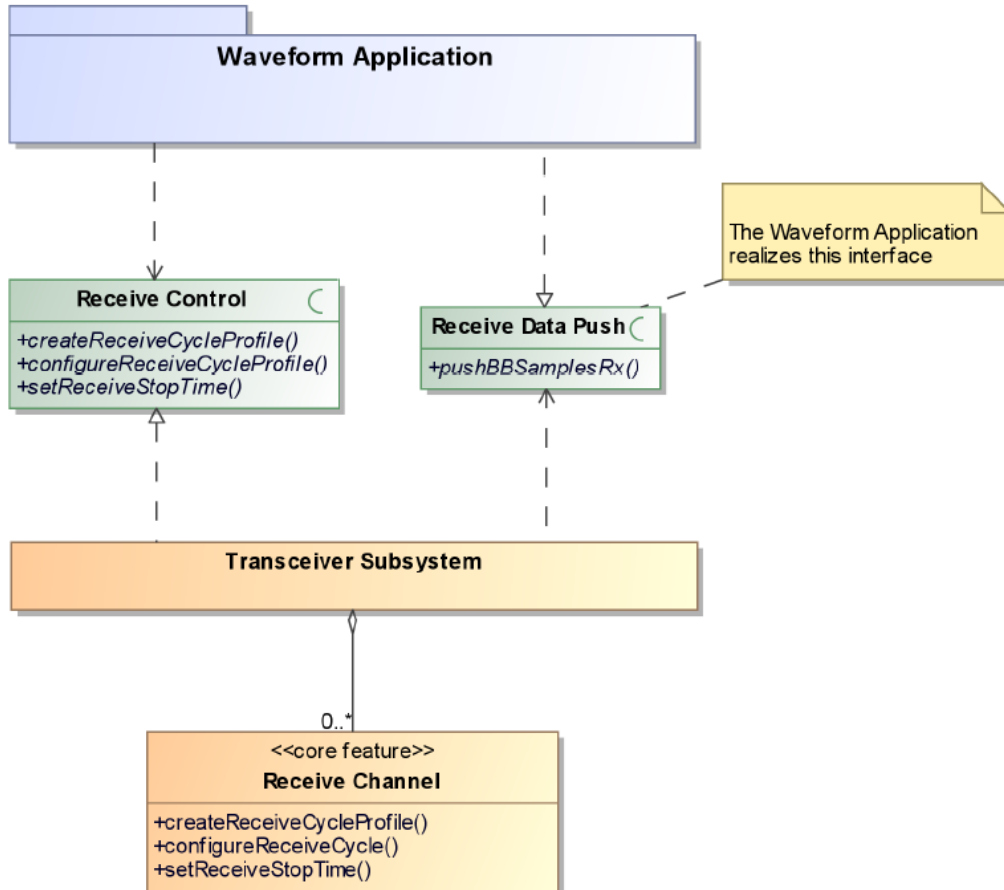 Waveform Application
The Waveform Application
realizes this interface
Receive Control
+createReceiveCycleProfile()
+configureReceiveCycleProfile()
+setReceiveStopTime()
Receive Data Push
+pushBBSamplesRx()
Transceiver Subsystem
0..*
<<core feature>>
Receive Channel
+createReceiveCycleProfile()
+configureReceiveCycle()
+setReceiveStopTime()